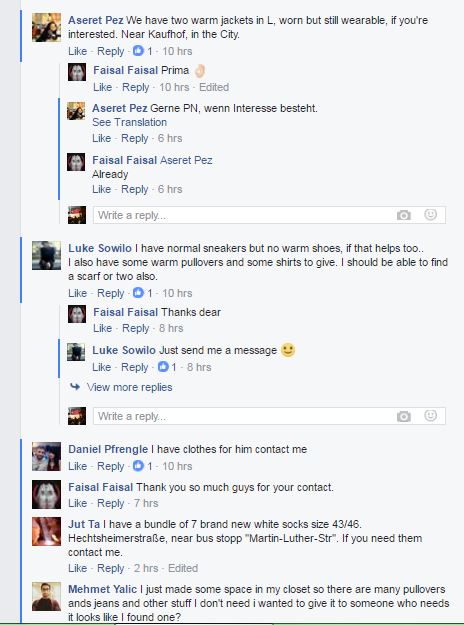 Aseret Pez We have two warm jackets in L, worn but still wearable, if you're
interested. Near Kaufhof, in the City.
Like · Reply · 1 · 10 hrs
Faisal Faisal Prima 👌
Like · Reply · 10 hrs · Edited
Aseret Pez Gerne PN, wenn Interesse besteht.
See Translation
Like · Reply · 6 hrs
Faisal Faisal Aseret Pez
Already
Like · Reply · 6 hrs
Write a reply...
Luke Sowilo I have normal sneakers but no warm shoes, if that helps too..
I also have some warm pullovers and some shirts to give. I should be able to find
a scarf or two also.
Like · Reply · 1 · 10 hrs
Faisal Faisal Thanks dear
Like · Reply · 8 hrs
Luke Sowilo Just send me a message 🙂
Like · Reply · 1 · 8 hrs
View more replies
Write a reply...
Daniel Pfrengle I have clothes for him contact me
Like · Reply · 1 · 10 hrs
Faisal Faisal Thank you so much guys for your contact.
Like · Reply · 7 hrs
Jut Ta I have a bundle of 7 brand new white socks size 43/46.
Hechtsheimerstraße, near bus stopp "Martin-Luther-Str". If you need them
contact me.
Like · Reply · 2 hrs · Edited
Mehmet Yalic I just made some space in my closet so there are many pullovers
ands jeans and other stuff I don't need i wanted to give it to someone who needs
it looks like I found one?